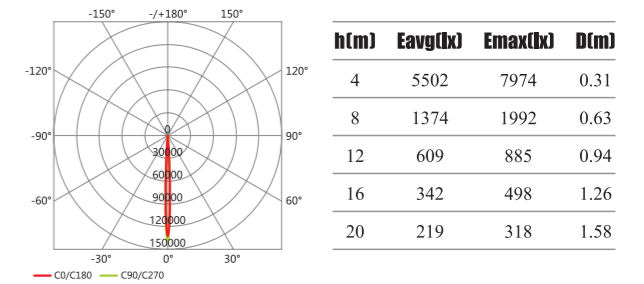 -150° -/+180° 150°
-120° 120°
-90° 90°
-60° 60°
-30° 0° 30°
0
30000
60000
90000
120000
150000
C0/C180 C90/C270
h(m) Eavg(lx) Emax(lx) D(m)
4 5502 7974 0.31
8 1374 1992 0.63
12 609 885 0.94
16 342 498 1.26
20 219 318 1.58